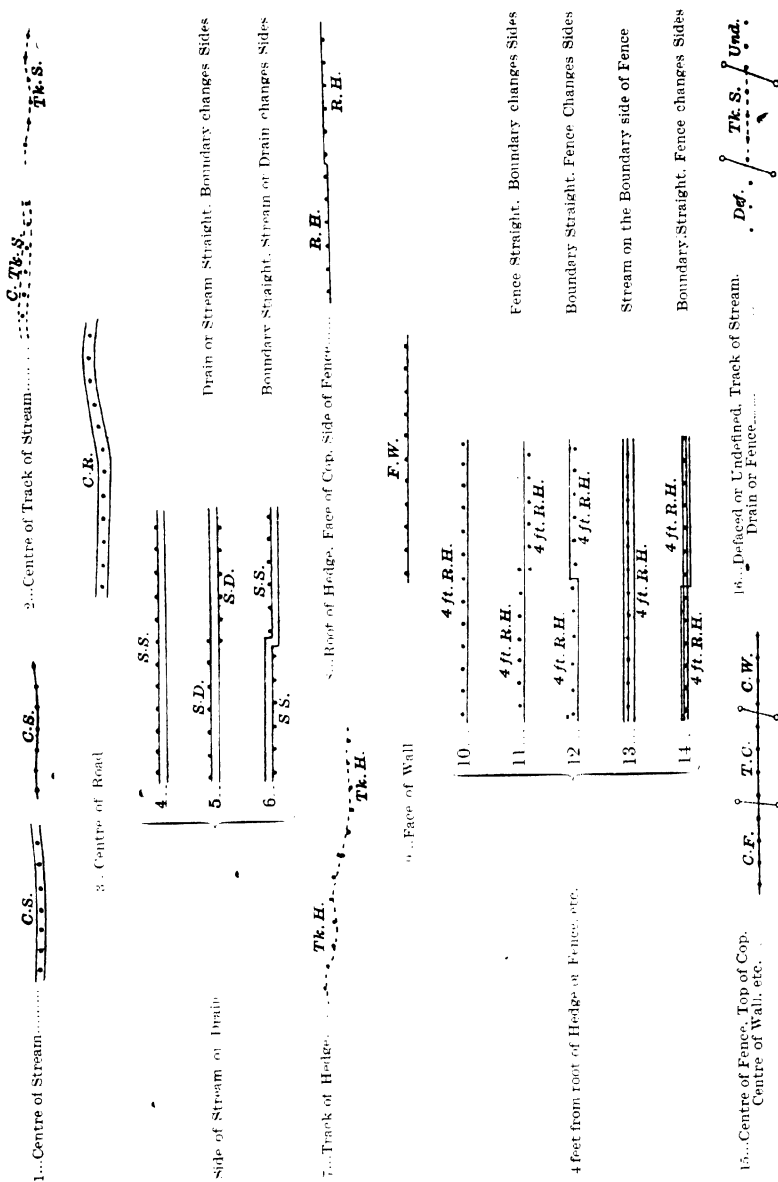 1...Centre of Stream.........
C.S.
C.S.
2...Centre of Track of Stream.........
C. Tk. S.
Tk. S.
3...Centre of Road
C.R.
Side of Stream or Drain
4...
S.S.
5...
S.D.
S.D.
Drain or Stream Straight. Boundary changes Sides
6...
S.S.
S.S.
Boundary Straight. Stream or Drain changes Sides
7...Track of Hedge.
Tk. H.
Tk. H.
8...Root of Hedge. Face of Cop. Side of Fence.......
R.H.
R.H.
9...Face of Wall
F.W.
4 feet from root of Hedge or Fence, etc.
10...
4 ft. R.H.
11...
4 ft. R.H.
4 ft. R.H.
Fence Straight. Boundary changes Sides
12...
4 ft. R.H.
4 ft. R.H.
Boundary Straight. Fence Changes Sides
13...
4 ft. R.H.
Stream on the Boundary side of Fence
14...
4 ft. R.H.
4 ft. R.H.
Boundary Straight. Fence changes Sides
15...Centre of Fence. Top of Cop.
Centre of Wall. etc.
C.F.
T.C.
C.W.
16...Defaced or Undefined. Track of Stream.
Drain or Fence.......
Def.
Tk. S.
Und.